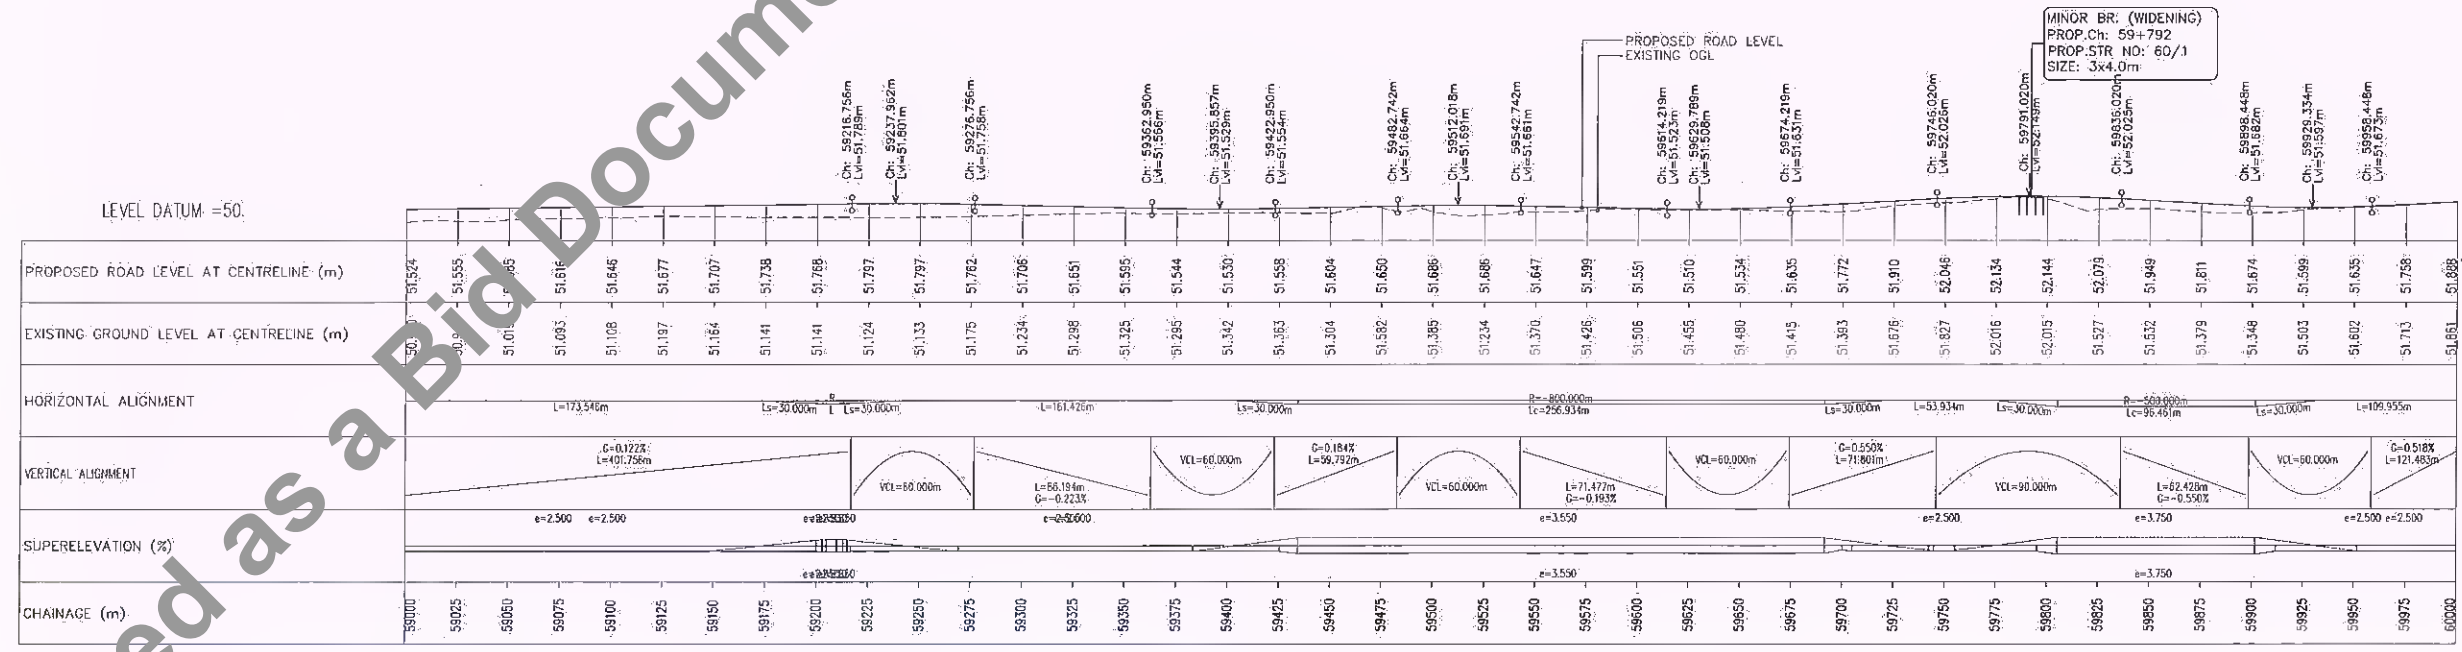 ed as a Bid Docume
MINOR BR: (WIDENING)
PROP.Ch: 59+792
PROP.STR NO: 60/1
SIZE: 3x4.0m
PROPOSED ROAD LEVEL
EXISTING OGL
Ch: 59216.756m
Lvl=51.789m
Ch: 59237.962m
Lvl=51.801m
Ch: 59276.756m
Lvl=51.758m
Ch: 59362.950m
Lvl=51.566m
Ch: 59395.857m
Lvl=51.529m
Ch: 59422.950m
Lvl=51.554m
Ch: 59482.742m
Lvl=51.664m
Ch: 59512.018m
Lvl=51.691m
Ch: 59542.742m
Lvl=51.661m
Ch: 59614.219m
Lvl=51.523m
Ch: 59629.789m
Lvl=51.508m
Ch: 59674.219m
Lvl=51.631m
Ch: 59746.020m
Lvl=52.026m
Ch: 59791.020m
Lvl=52.149m
Ch: 59836.020m
Lvl=52.025m
Ch: 59898.448m
Lvl=51.682m
Ch: 59929.334m
Lvl=51.597m
Ch: 59958.448m
Lvl=51.673m
LEVEL DATUM =50.
PROPOSED ROAD LEVEL AT CENTRELINE (m) 51.524 51.555 51.616 51.646 51.677 51.707 51.738 51.768 51.797 51.797 51.762 51.706 51.651 51.595 51.544 51.530 51.558 51.604 51.650 51.686 51.686 51.647 51.599 51.551 51.510 51.534 51.635 51.772 51.910 52.046 52.134 52.144 52.079 51.949 51.811 51.674 51.599 51.635 51.758 51.888
EXISTING GROUND LEVEL AT CENTRELINE (m) 51.093 51.108 51.197 51.164 51.141 51.141 51.124 51.133 51.175 51.234 51.298 51.325 51.295 51.342 51.363 51.304 51.582 51.385 51.234 51.370 51.426 51.506 51.455 51.480 51.415 51.393 51.676 51.827 52.016 52.015 51.527 51.532 51.379 51.348 51.503 51.602 51.713 51.861
HORIZONTAL ALIGNMENT
R R=-800.000m R=-500.000m
L=173.546m Ls=30.000m L Ls=30.000m L=161.426m Ls=30.000m Lc=256.934m Ls=30.000m L=53.934m Ls=30.000m Lc=96.461m Ls=30.000m L=109.955m
VERTICAL ALIGNMENT
G=0.122%
L=401.756m
VCL=60.000m
L=86.194m
G=-0.223%
VCL=60.000m
G=0.184%
L=59.792m
VCL=60.000m
L=71.477m
G=-0.193%
VCL=60.000m
G=0.550%
L=71.801m
VCL=90.000m
L=62.428m
G=-0.550%
VCL=60.000m
G=0.518%
L=121.483m
SUPERELEVATION (%)
e=2.500 e=2.500 e=3.550 e=2.500 e=3.750 e=2.500 e=2.500
e=3.550 e=3.750
CHAINAGE (m) 59000 59025 59050 59075 59100 59125 59150 59175 59200 59225 59250 59275 59300 59325 59350 59375 59400 59425 59450 59475 59500 59525 59550 59575 59600 59625 59650 59675 59700 59725 59750 59775 59800 59825 59850 59875 59900 59925 59950 59975 60000